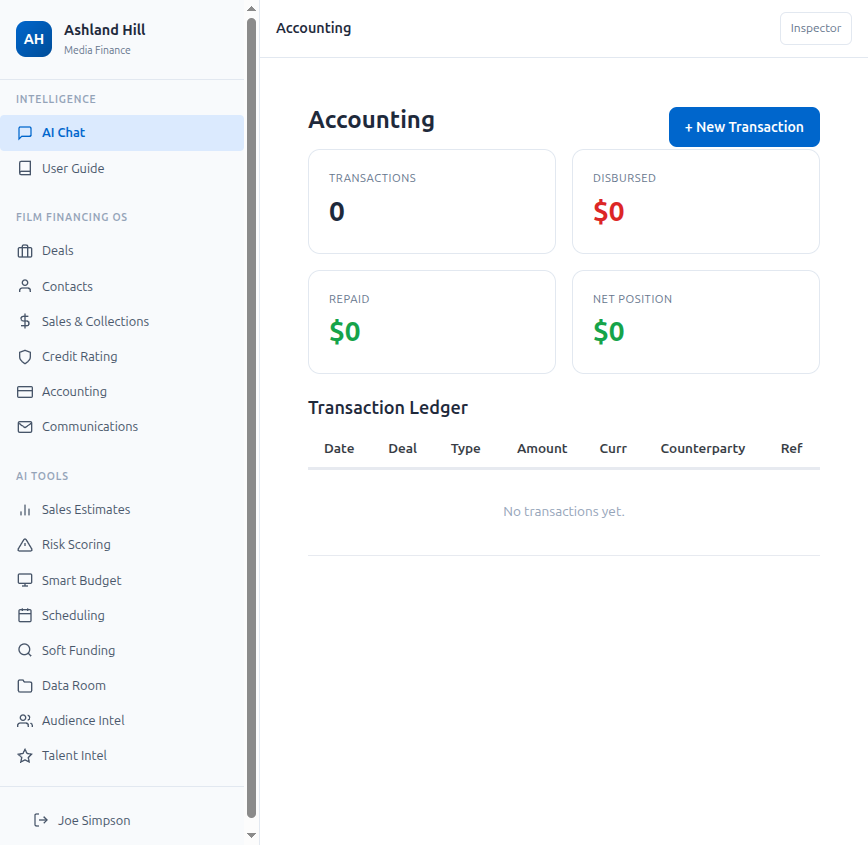 AH
Ashland Hill
Media Finance
INTELLIGENCE
AI Chat
User Guide
FILM FINANCING OS
Deals
Contacts
Sales & Collections
Credit Rating
Accounting
Communications
AI TOOLS
Sales Estimates
Risk Scoring
Smart Budget
Scheduling
Soft Funding
Data Room
Audience Intel
Talent Intel
Joe Simpson
Accounting
Inspector
Accounting
+ New Transaction
TRANSACTIONS
0
DISBURSED
$0
REPAID
$0
NET POSITION
$0
Transaction Ledger
Date Deal Type Amount Curr Counterparty Ref
No transactions yet.